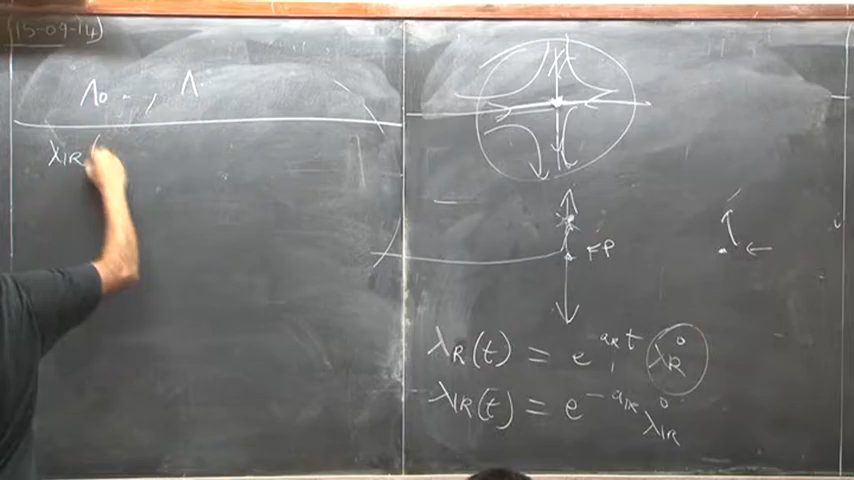 (15-09-14)
Λ₀ .. , Λ.
λ_IR (
FP
λ_R(t) = e^{a_R t} λ_R^0
λ_IR(t) = e^{-a_IR} λ_IR^0